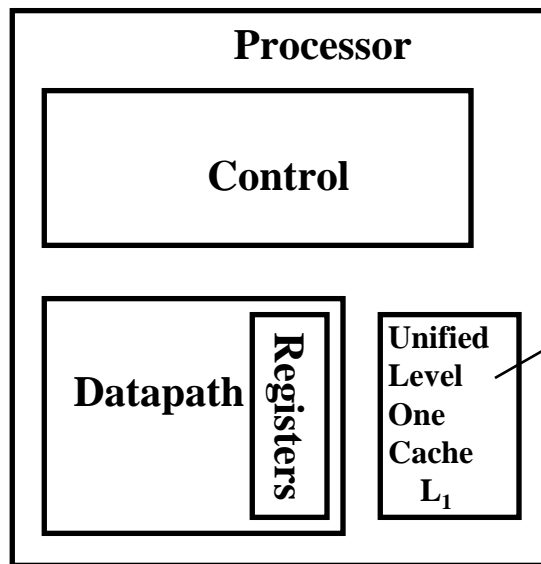 Processor
Control
Datapath
Registers
Unified
Level
One
Cache
L₁